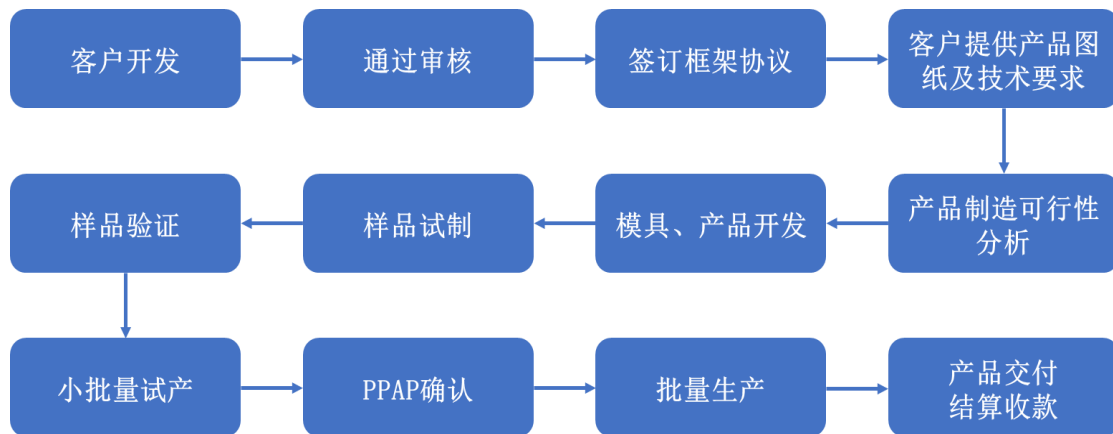 客户开发
通过审核
签订框架协议
客户提供产品图
纸及技术要求
产品制造可行性
分析
模具、产品开发
样品试制
样品验证
小批量试产
PPAP确认
批量生产
产品交付
结算收款